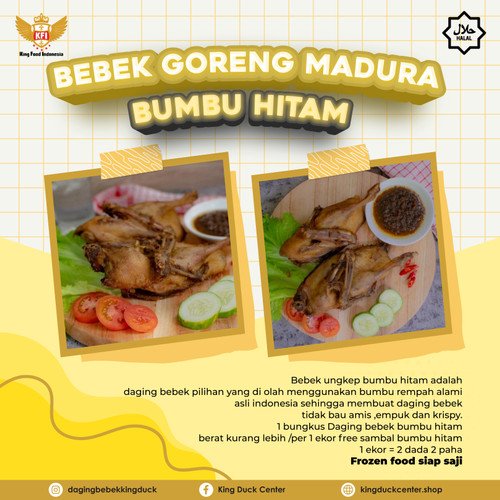 KFI
King Food Indonesia
حلال
HALAL
BEBEK GORENG MADURA
BUMBU HITAM
Bebek ungkep bumbu hitam adalah
daging bebek pilihan yang di olah menggunakan bumbu rempah alami
asli indonesia sehingga membuat daging bebek
tidak bau amis ,empuk dan krispy.
1 bungkus Daging bebek bumbu hitam
berat kurang lebih /per 1 ekor free sambal bumbu hitam
1 ekor = 2 dada 2 paha
Frozen food siap saji
dagingbebekkingduck
King Duck Center
kingduckcenter.shop